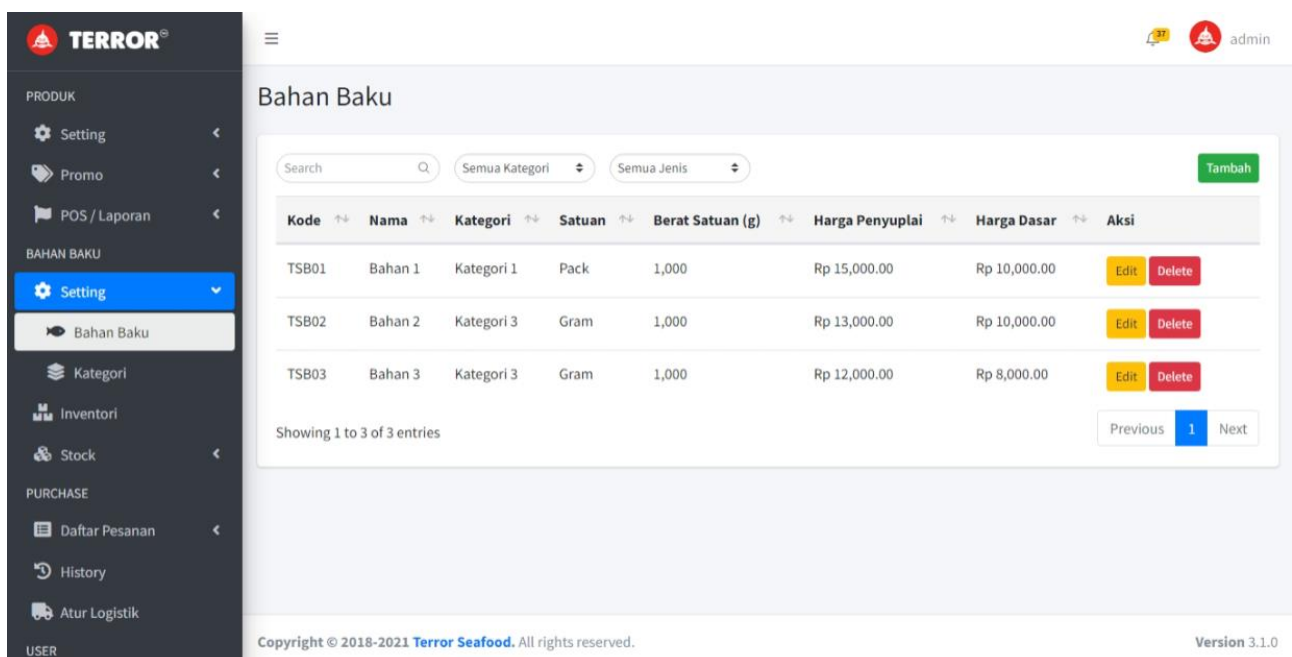 TERROR®
37
admin
PRODUK
Setting
Promo
POS / Laporan
BAHAN BAKU
Setting
Bahan Baku
Kategori
Inventori
Stock
PURCHASE
Daftar Pesanan
History
Atur Logistik
USER
Bahan Baku
Search
Semua Kategori
Semua Jenis
Tambah
Kode Nama Kategori Satuan Berat Satuan (g) Harga Penyuplai Harga Dasar Aksi
TSB01 Bahan 1 Kategori 1 Pack 1,000 Rp 15,000.00 Rp 10,000.00 Edit Delete
TSB02 Bahan 2 Kategori 3 Gram 1,000 Rp 13,000.00 Rp 10,000.00 Edit Delete
TSB03 Bahan 3 Kategori 3 Gram 1,000 Rp 12,000.00 Rp 8,000.00 Edit Delete
Showing 1 to 3 of 3 entries
Previous 1 Next
Copyright © 2018-2021 Terror Seafood. All rights reserved.
Version 3.1.0